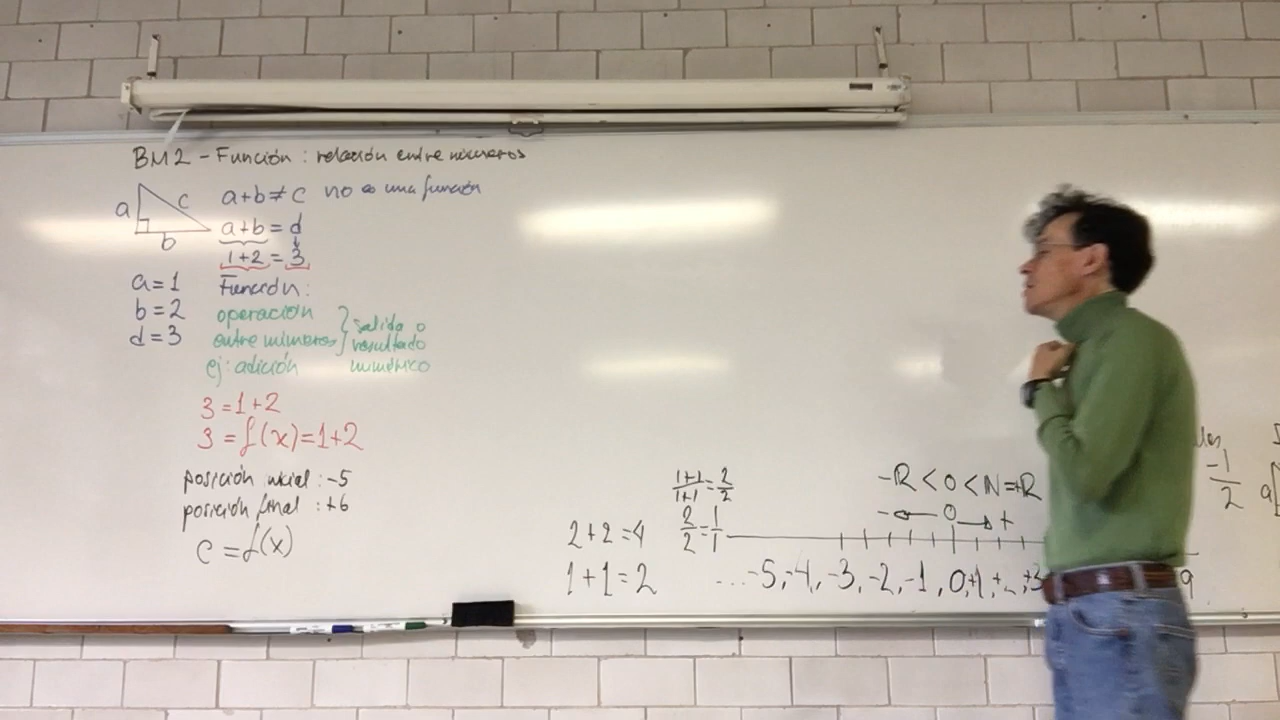 BM2 - Función: relación entre números
a c b
a+b≠c no es una función
a+b = d
1+2 = 3
a=1
b=2
d=3
Función:
operación
entre números
ej: adición
salida o
resultado
numérico
3=1+2
3=f(x)=1+2
posición inicial: -5
posición final: +6
c=f(x)
2+2=4
1+1=2
1+1/1+1=2/2
2/2=1/1
-R<0<N=+R
- ← 0 → +
...-5,-4,-3,-2,-1,0,+1,+ ,+3
9
-1/2
a